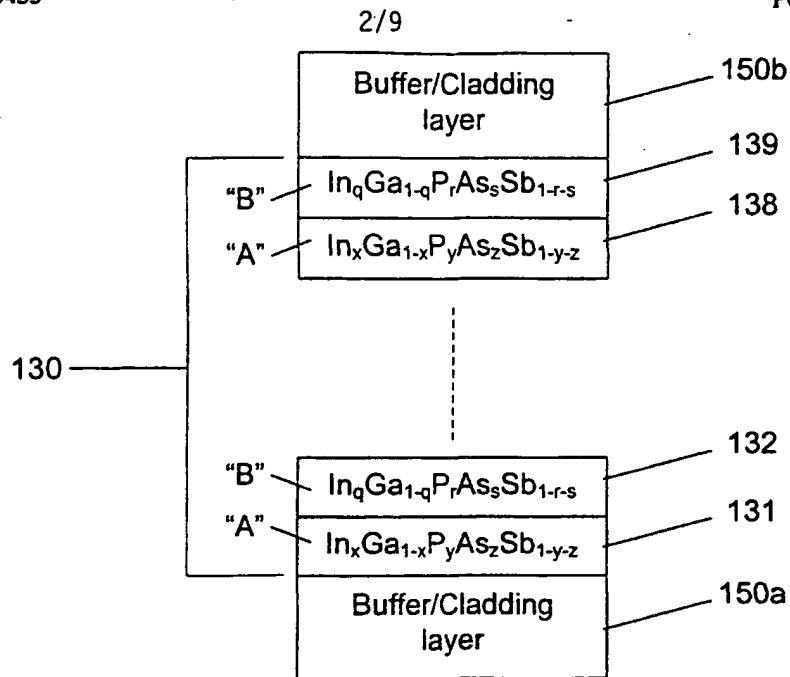 2/9
Buffer/Cladding
layer
150b
"B"
InqGa1-qPrAssSb1-r-s
139
"A"
InxGa1-xPyAszSb1-y-z
138
130
"B"
InqGa1-qPrAssSb1-r-s
132
"A"
InxGa1-xPyAszSb1-y-z
131
Buffer/Cladding
layer
150a